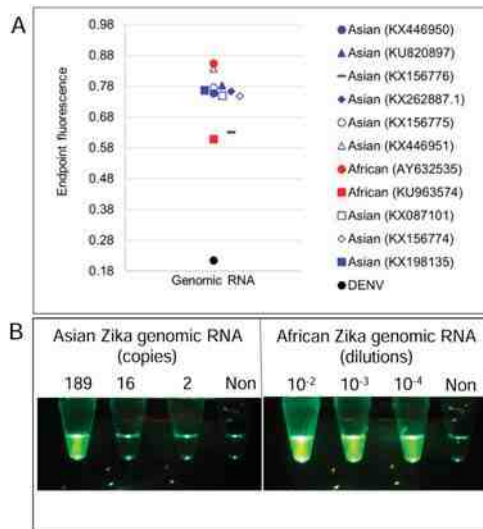 A
0.98
0.88
0.78
0.68
0.58
0.48
0.38
0.28
0.18
Endpoint fluorescence
Genomic RNA
Asian (KX446950)
Asian (KU820897)
Asian (KX156776)
Asian (KX262887.1)
Asian (KX156775)
Asian (KX446951)
African (AY632535)
African (KU963574)
Asian (KX087101)
Asian (KX156774)
Asian (KX198135)
DENV
B
Asian Zika genomic RNA
(copies)
189 16 2 Non
African Zika genomic RNA
(dilutions)
10-2 10-3 10-4 Non